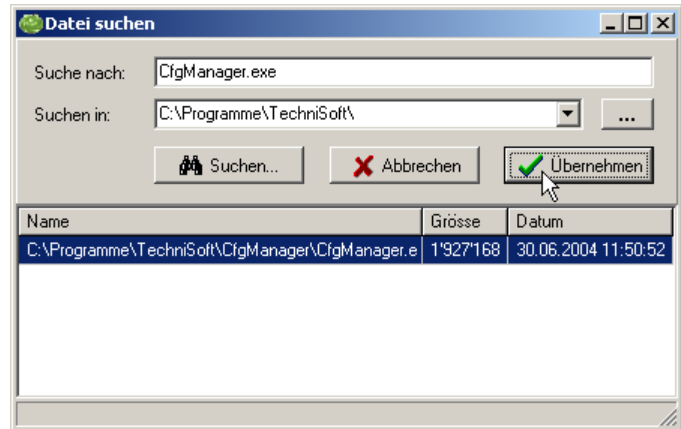 Datei suchen
Suche nach: CfgManager.exe
Suchen in: C:\Programme\TechniSoft\ ...
Suchen... Abbrechen Übernehmen
Name Grösse Datum
C:\Programme\TechniSoft\CfgManager\CfgManager.e 1'927'168 30.06.2004 11:50:52